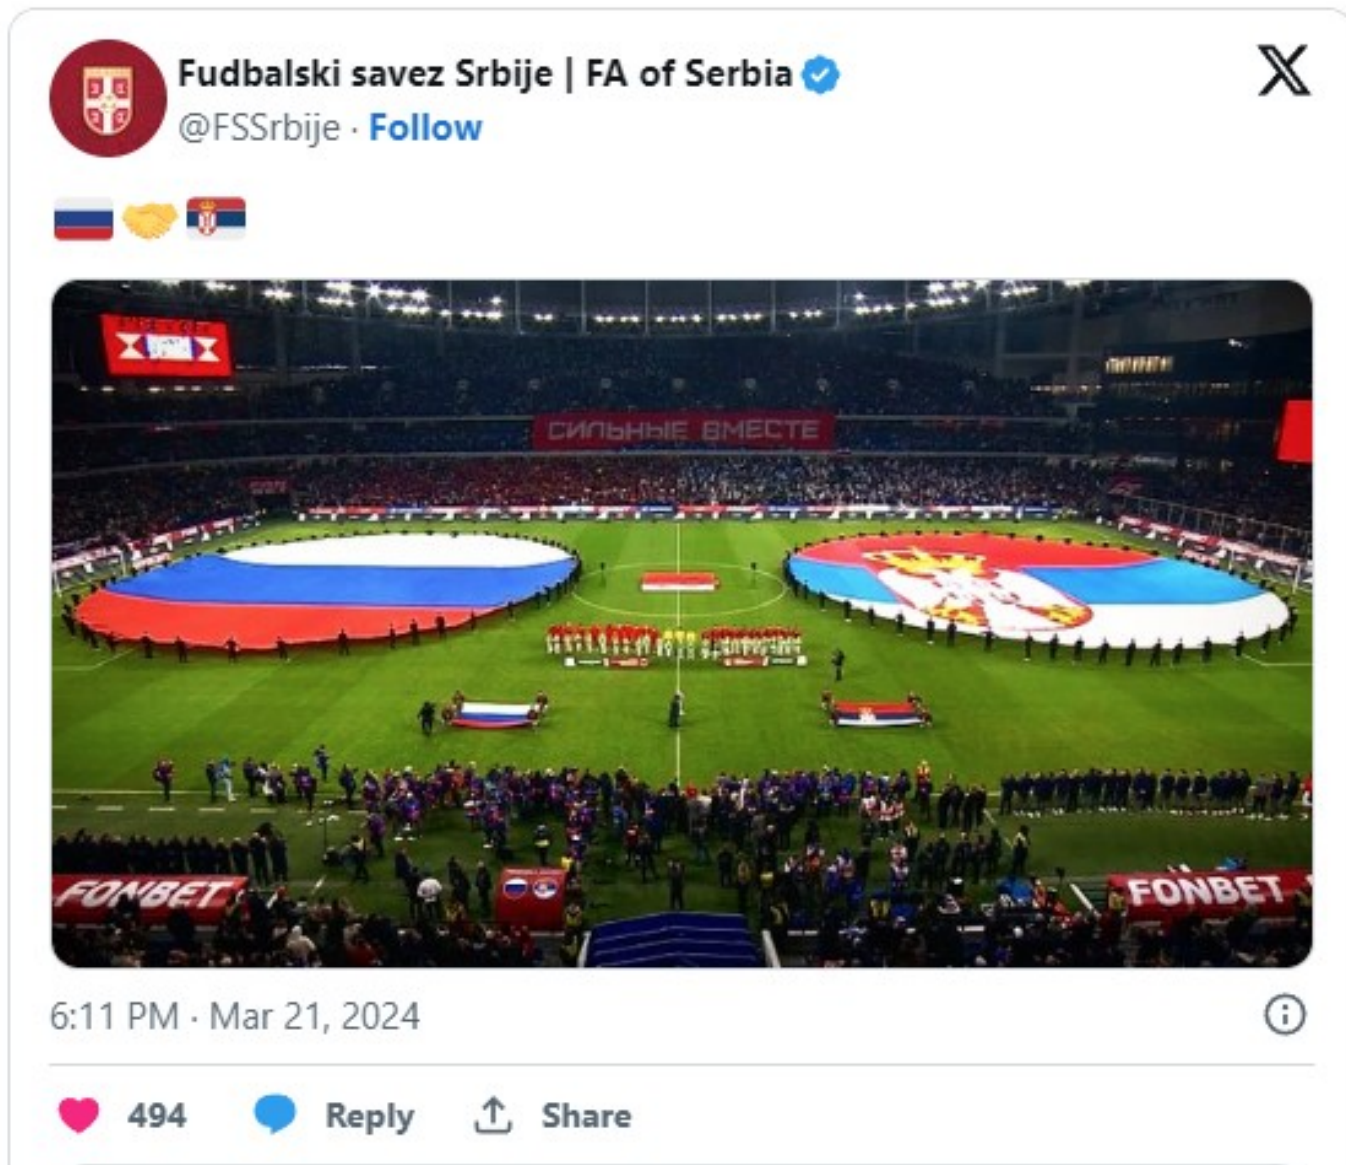 Fudbalski savez Srbije | FA of Serbia
@FSSrbije · Follow
СИЛЬНЫЕ ВМЕСТЕ
FONBET
FONBET
6:11 PM · Mar 21, 2024
494 Reply Share